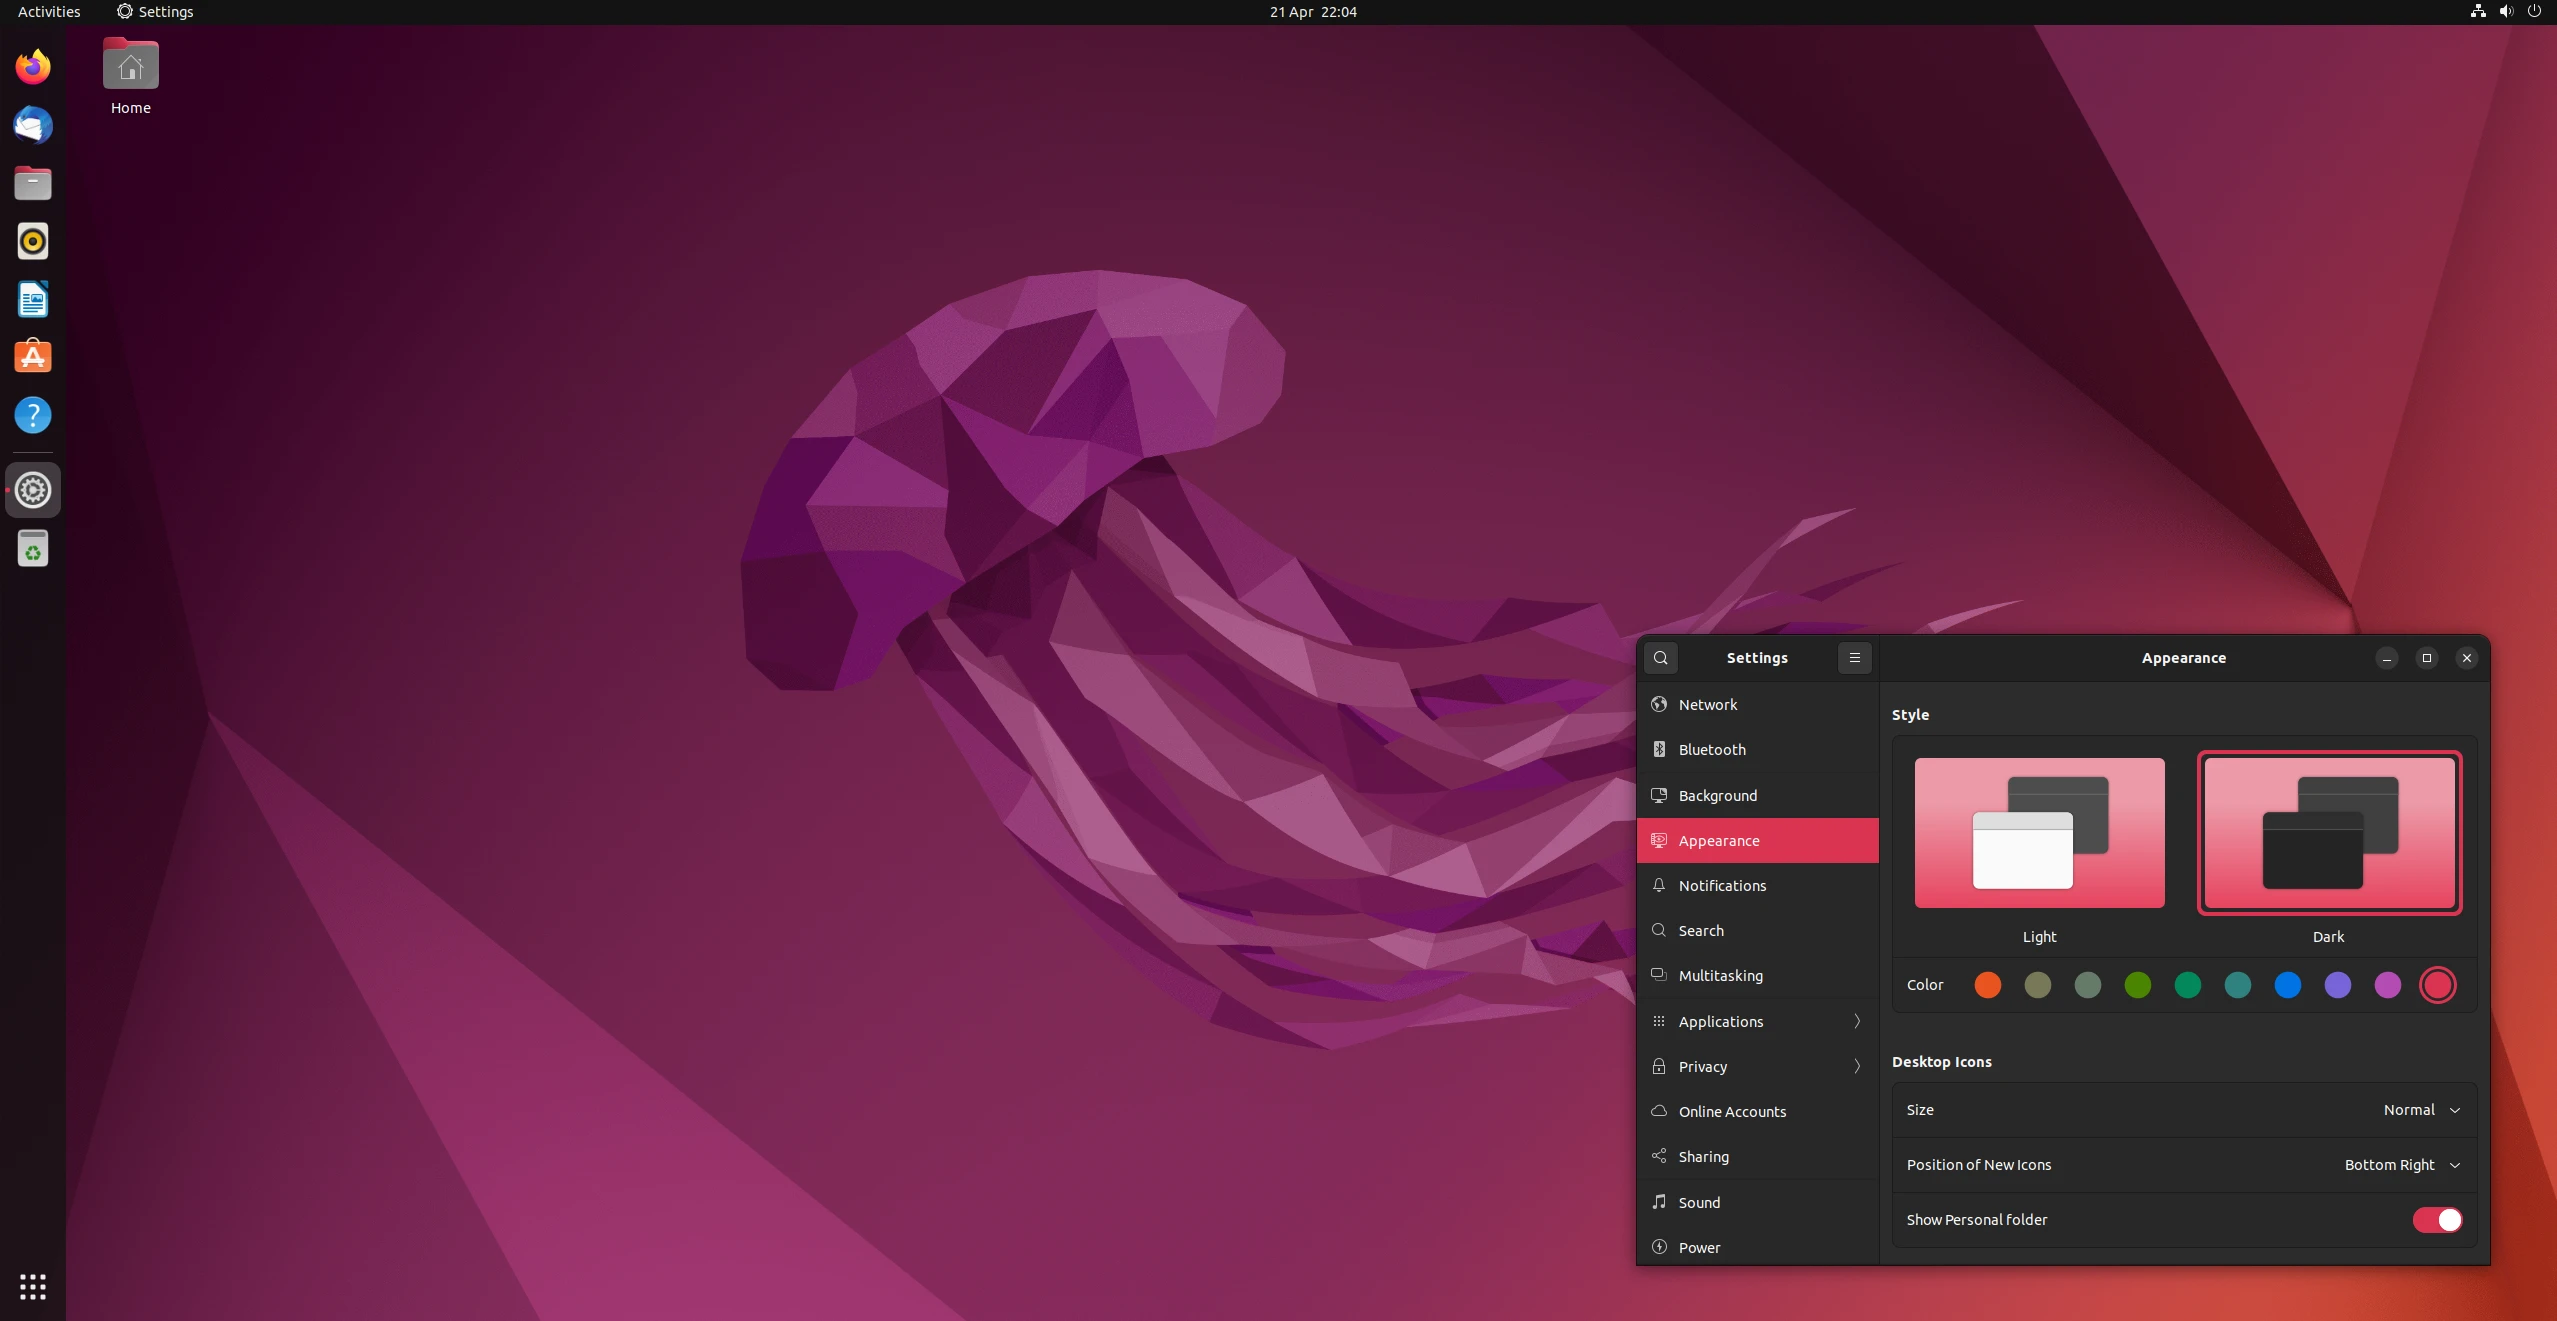 Activities
Settings
21 Apr 22:04
Home
Settings
Appearance
Network
Bluetooth
Background
Appearance
Notifications
Search
Multitasking
Applications
Privacy
Online Accounts
Sharing
Sound
Power
Style
Light
Dark
Color
Desktop Icons
Size
Normal
Position of New Icons
Bottom Right
Show Personal folder